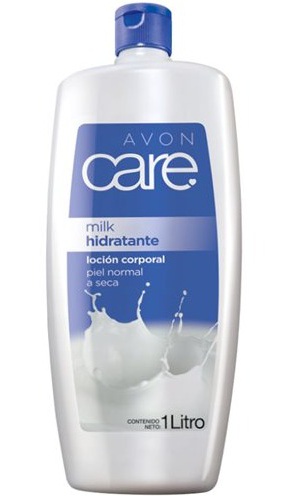 AVON
care.
milk
hidratante
loción corporal
piel normal
a seca
CONTENIDO
NETO: 1 Litro